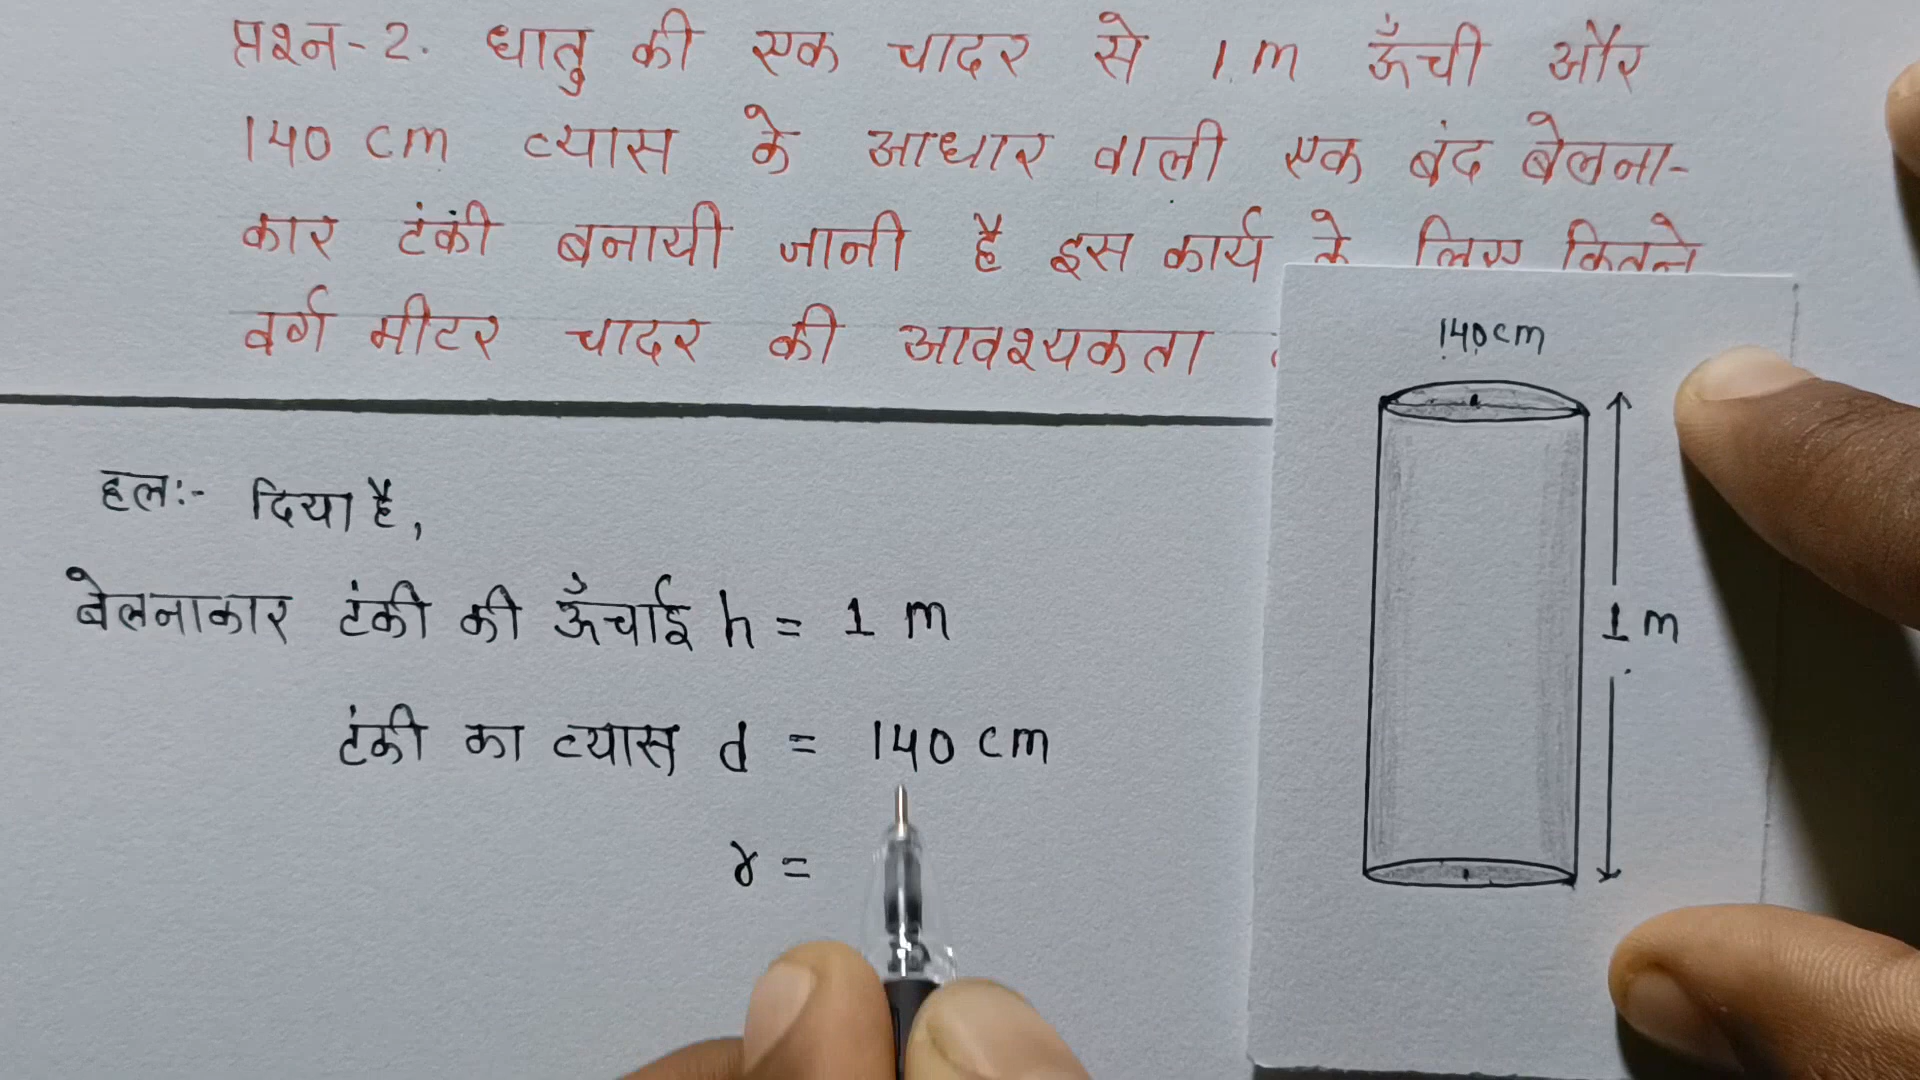 प्रश्न-2. धातु की एक चादर से 1 m ऊँची और
140 cm व्यास के आधार वाली एक बंद बेलना-
कार टंकी बनायी जानी है इस कार्य के लिए कितने
वर्ग मीटर चादर की आवश्यकता
140cm
1 m
हल:- दिया है,
बेलनाकार टंकी की ऊँचाई h = 1 m
टंकी का व्यास d = 140 cm
r =